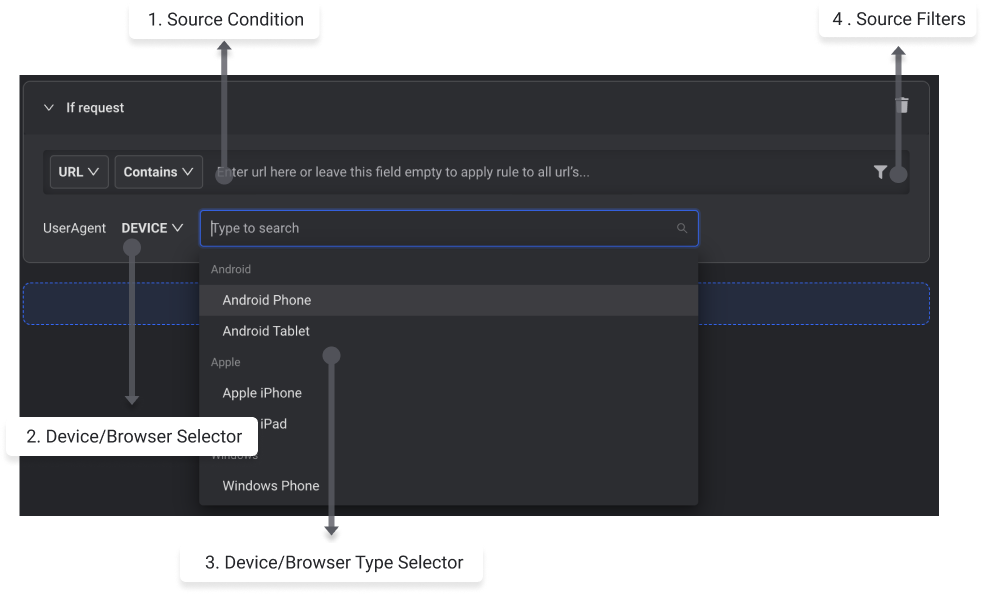 1. Source Condition
4 . Source Filters
If request
URL Contains Enter url here or leave this field empty to apply rule to all url's...
UserAgent DEVICE Type to search
Android
Android Phone
Android Tablet
Apple
Apple iPhone
iPad
2. Device/Browser Selector
Windows
Windows Phone
3. Device/Browser Type Selector